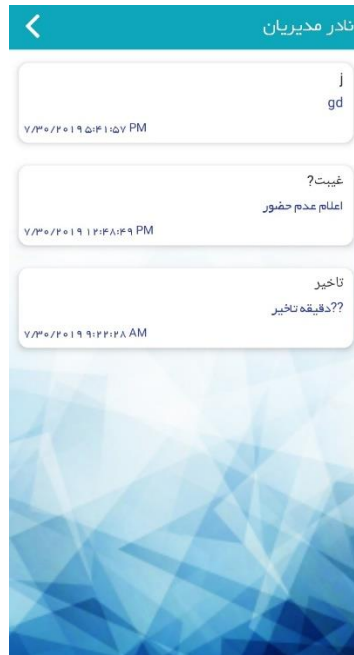 نادر مدیریان
j
gd
۷/۳۰/۲۰۱۹ ۵:۴۱:۵۷ PM
غیبت?
اعلام عدم حضور
۷/۳۰/۲۰۱۹ ۱۲:۴۸:۴۹ PM
تاخیر
??دقیقه تاخیر
۷/۳۰/۲۰۱۹ ۹:۲۲:۲۸ AM